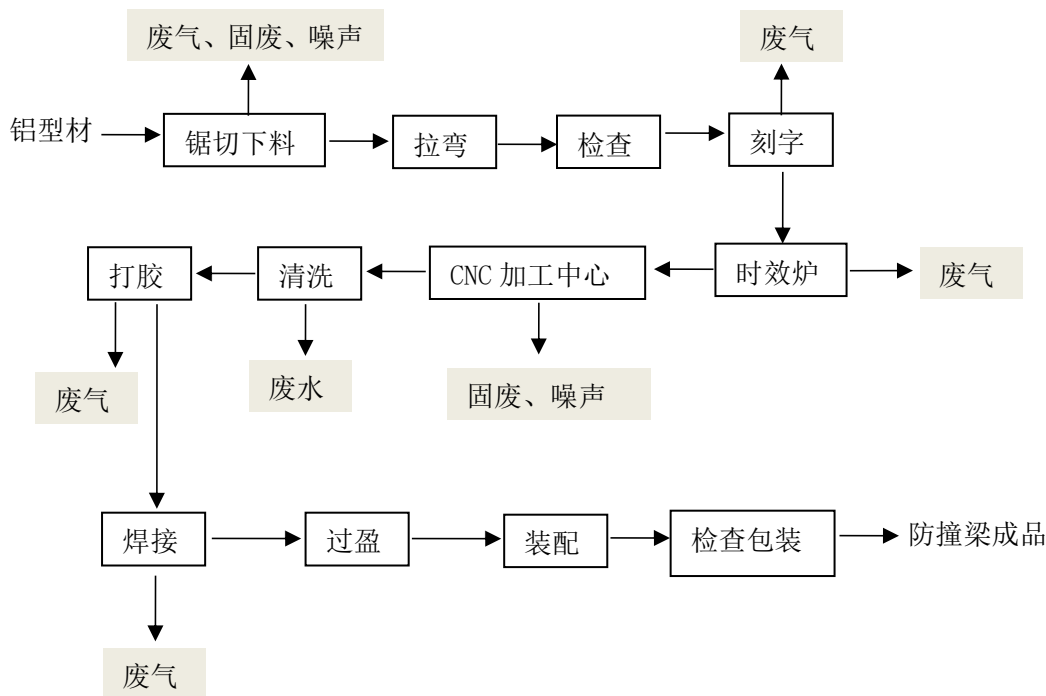 废气、固废、噪声
废气
铝型材
锯切下料
拉弯
检查
刻字
打胶
清洗
CNC 加工中心
时效炉
废气
废气
废水
固废、噪声
焊接
过盈
装配
检查包装
防撞梁成品
废气